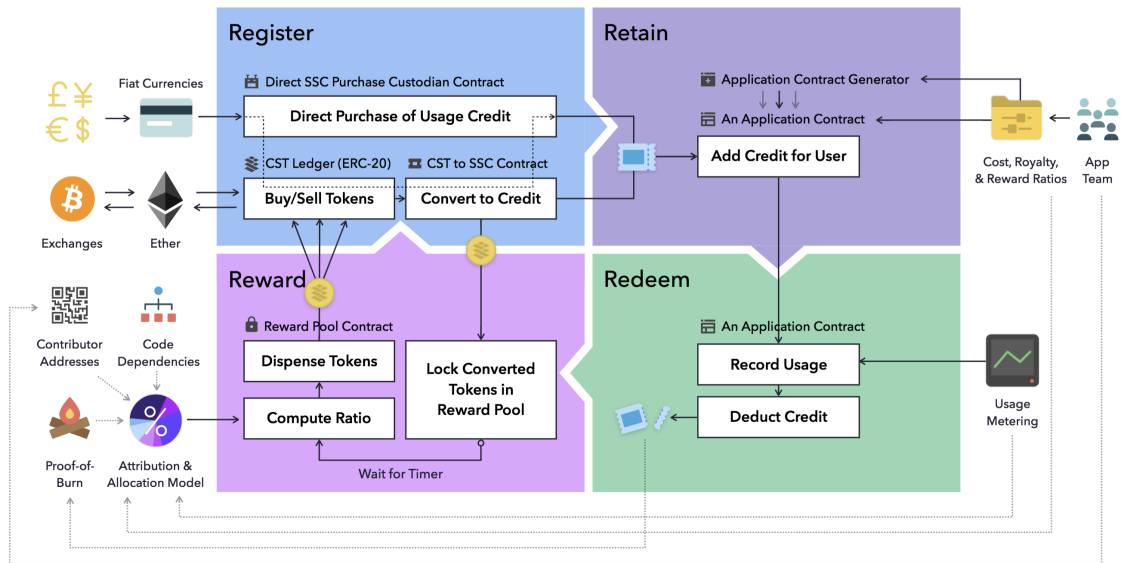 Register
Retain
Direct SSC Purchase Custodian Contract
Application Contract Generator
Fiat Currencies
£ ¥
€ $
Direct Purchase of Usage Credit
An Application Contract
Add Credit for User
CST Ledger (ERC-20)
CST to SSC Contract
Buy/Sell Tokens
Convert to Credit
Cost, Royalty,
& Reward Ratios
App
Team
Exchanges
Ether
Reward
Redeem
Contributor
Addresses
Code
Dependencies
Reward Pool Contract
An Application Contract
Dispense Tokens
Lock Converted
Tokens in
Reward Pool
Record Usage
Compute Ratio
Deduct Credit
Usage
Metering
Proof-of-
Burn
Attribution &
Allocation Model
Wait for Timer